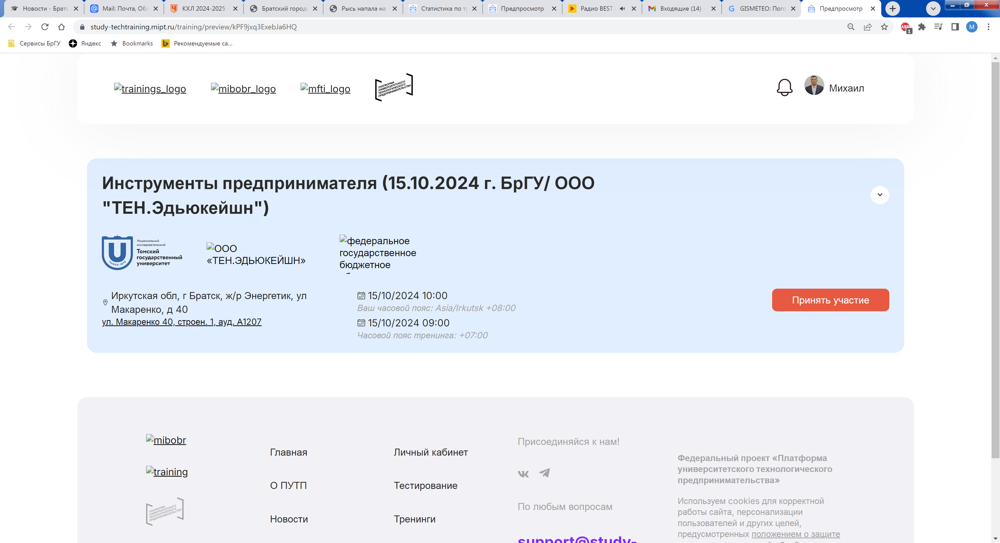 Новости - Братс
Mail: Почта, Обл
КХЛ 2024-2025 -
Братский городс
Рысь напала на
Статистика по тр
Предпросмотр
Радио BEST
Входящие (14) -
GISMETEO: Пого
Предпросмотр
study-techtraining.mipt.ru/training/preview/kPF9jxq3ExebJa6HQ
ABP
1
M
Сервисы БрГУ
Яндекс
Bookmarks
Рекомендуемые са...
trainings_logo
mibobr_logo
mfti_logo
ПЛАТФОРМА
УНИВЕРСИТЕТСКОГО
ТЕХНОЛОГИЧЕСКОГО
ПРЕДПРИНИМАТЕЛЬСТВА
Михаил
Инструменты предпринимателя (15.10.2024 г. БрГУ/ ООО
"ТЕН.Эдьюкейшн")
TOMSK-1878
Национальный
исследовательский
Томский
государственный
университет
ООО
«ТЕН.ЭДЬЮКЕЙШН»
федеральное
государственное
бюджетное
Иркутская обл, г Братск, ж/р Энергетик, ул
Макаренко, д 40
ул. Макаренко 40, строен. 1, ауд. А1207
15/10/2024 10:00
Ваш часовой пояс: Asia/Irkutsk +08:00
15/10/2024 09:00
Часовой пояс тренинга: +07:00
Принять участие
mibobr
training
ПЛАТФОРМА
УНИВЕРСИТЕТСКОГО
ТЕХНОЛОГИЧЕСКОГО
ПРЕДПРИНИМАТЕЛЬСТВА
Главная
О ПУТП
Новости
Личный кабинет
Тестирование
Тренинги
Присоединяйся к нам!
По любым вопросам
support@study-
Федеральный проект «Платформа
университетского технологического
предпринимательства»
Используем cookies для корректной
работы сайта, персонализации
пользователей и других целей,
предусмотренных положением о защите